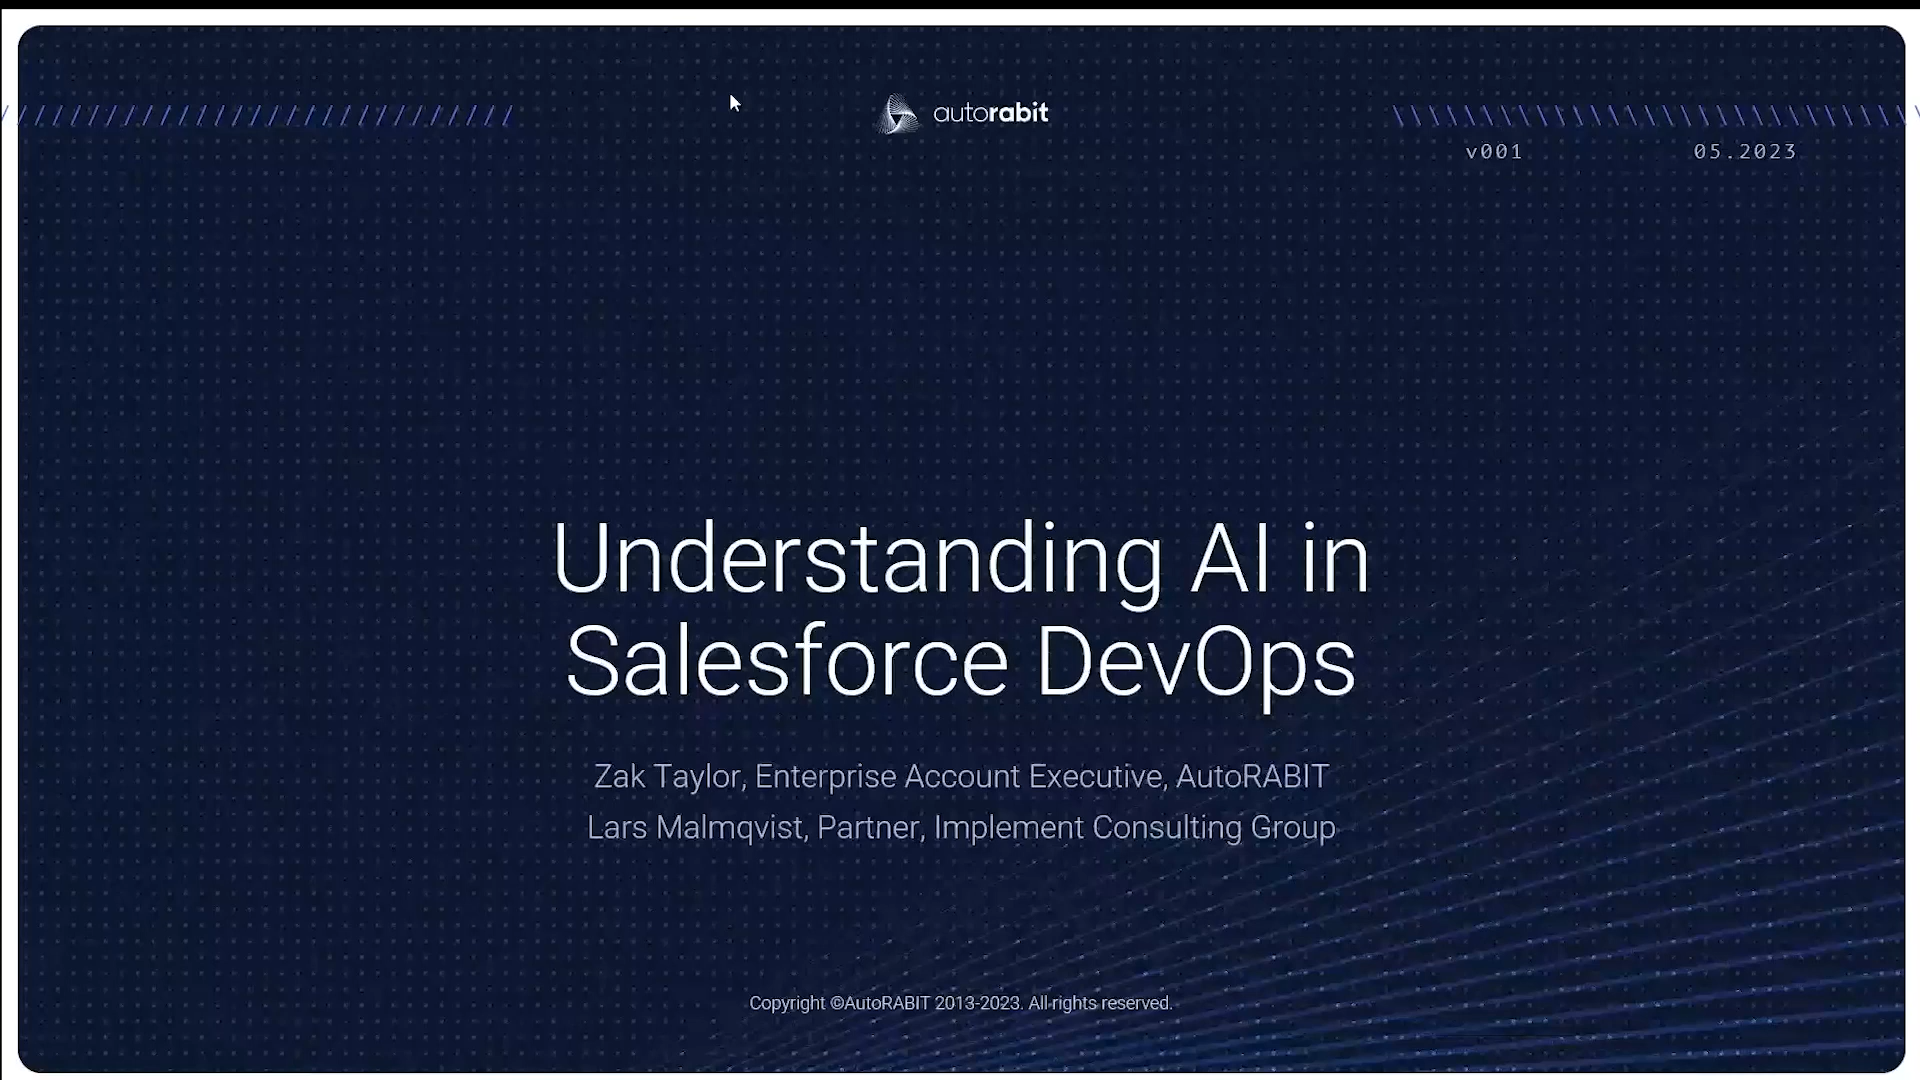 autorabit
v001 05.2023
Understanding AI in
Salesforce DevOps
Zak Taylor, Enterprise Account Executive, AutoRABIT
Lars Malmqvist, Partner, Implement Consulting Group
Copyright ©AutoRABIT 2013-2023. All rights reserved.